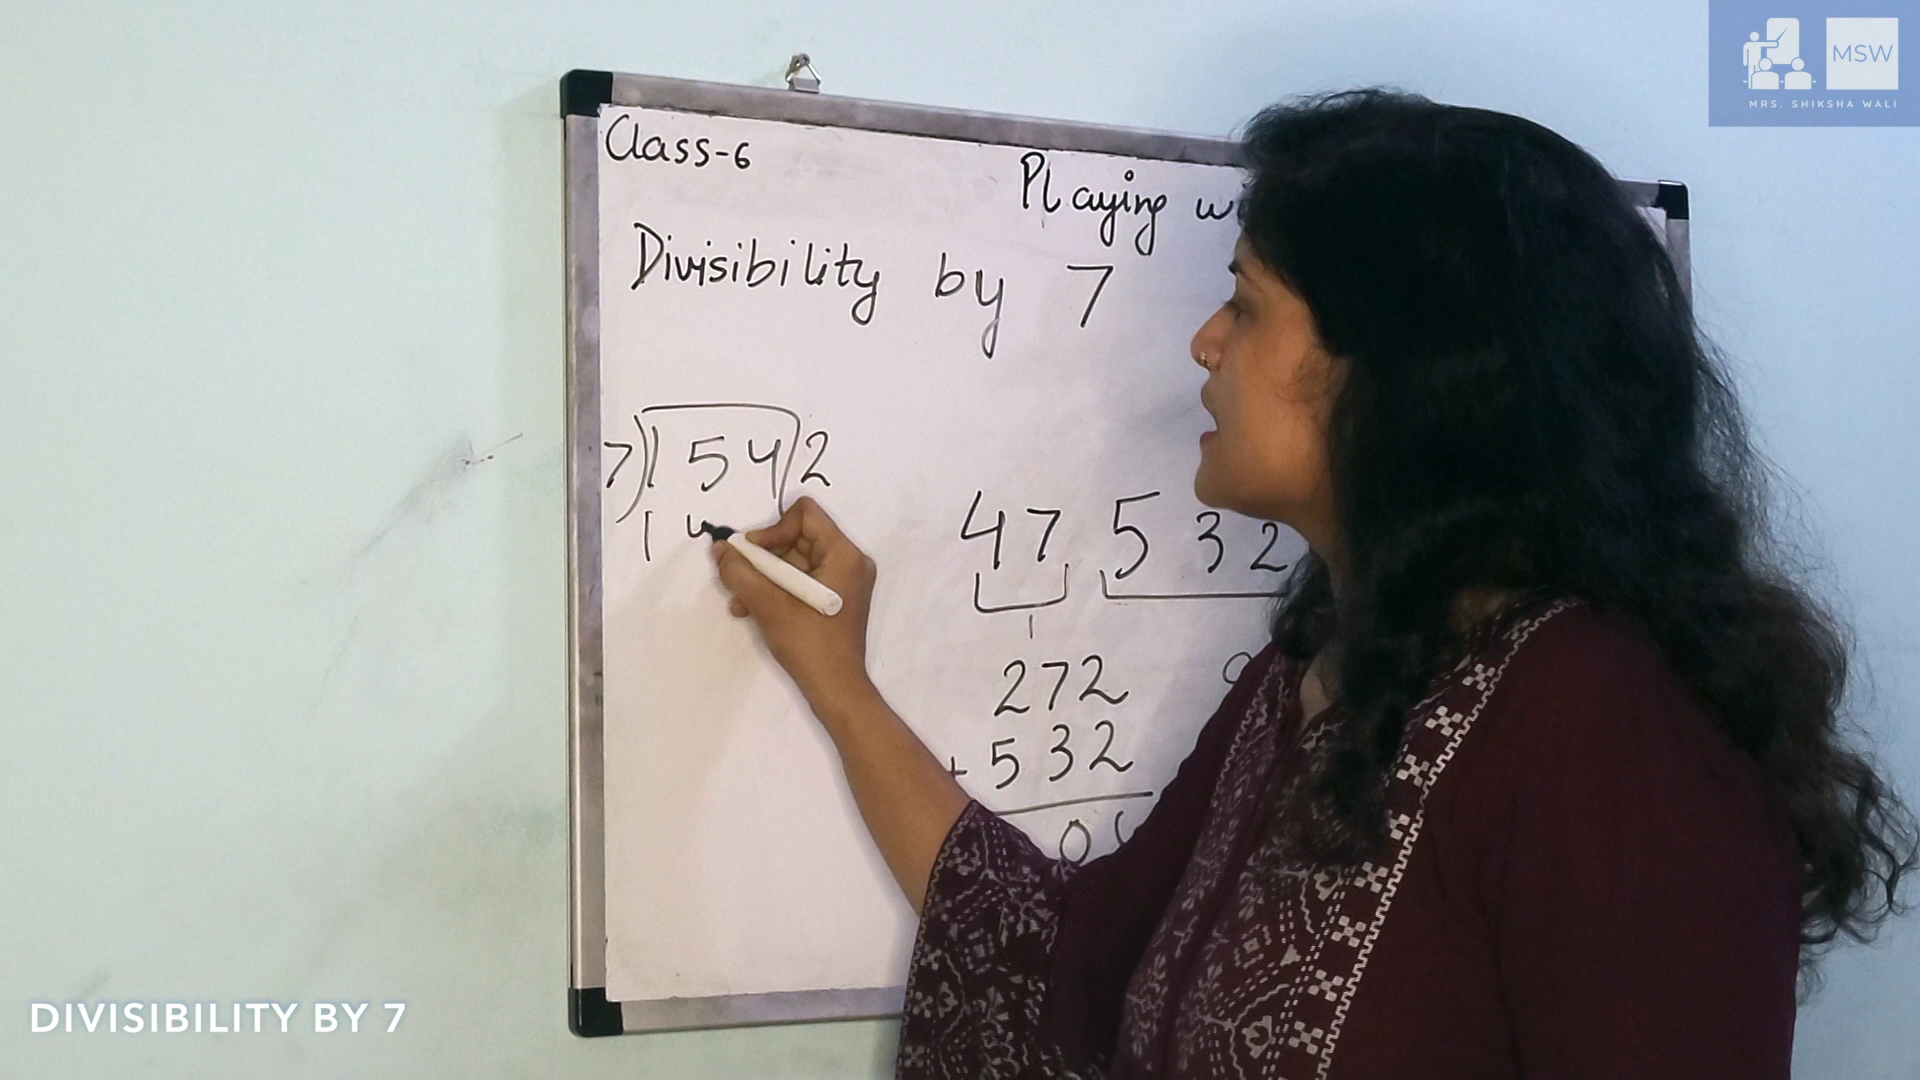 MSW
MRS. SHIKSHA WALI
Class-6
Playing
Divisibility by 7
7)154(2
14
47 532
272
+ 532
DIVISIBILITY BY 7